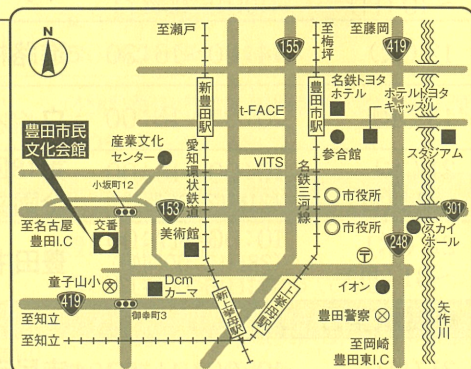 N
至瀬戸
155
至梅坪
至藤岡
419
新豊田駅
豊田市駅
名鉄トヨタ
ホテル
ホテルトヨタ
キャッスル
t-FACE
豊田市民
文化会館
産業文化
センター
愛知環状鉄道
参合館
スタジアム
VITS
名鉄三河線
小坂町12
市役所
301
至名古屋
豊田I.C
交番
153
美術館
市役所
スカイ
ホール
248
〒
童子山小
文
Dcm
カーマ
新上挙母駅
上挙母駅
イオン
矢作川
419
至知立
御幸町3
豊田警察
至知立
至岡崎
豊田東I.C